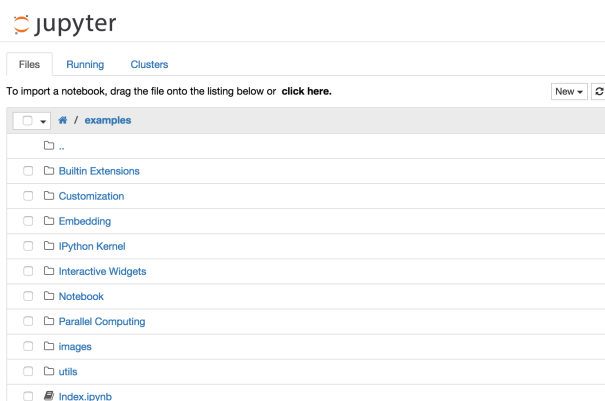 jupyter
Files Running Clusters
To import a notebook, drag the file onto the listing below or click here. New
/ examples
..
Builtin Extensions
Customization
Embedding
IPython Kernel
Interactive Widgets
Notebook
Parallel Computing
images
utils
Index.ipynb